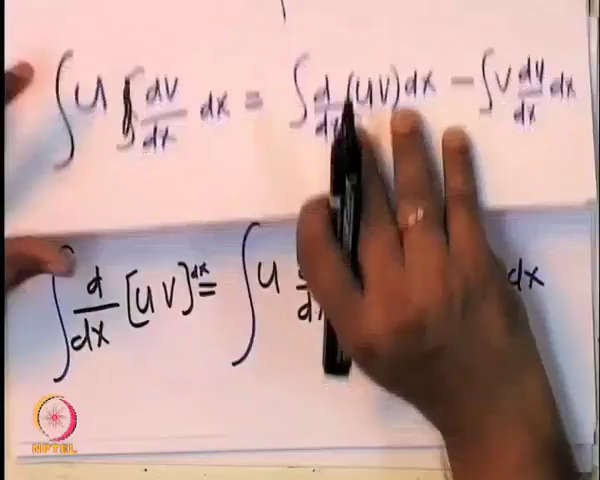 ∫ u dv/dx dx = ∫ d/dx (uv) dx − ∫ v du/dx dx
∫ d/dx [uv] dx = ∫ u dx
NPTEL